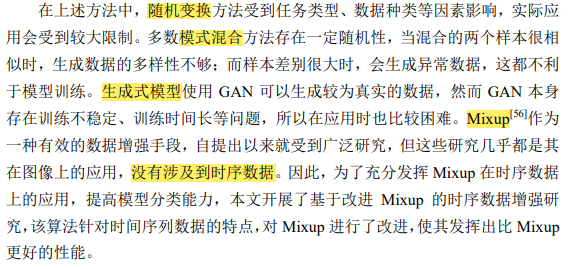 在上述方法中，随机变换方法受到任务类型、数据种类等因素影响，实际应
用会受到较大限制。多数模式混合方法存在一定随机性，当混合的两个样本很相
似时，生成数据的多样性不够；而样本差别很大时，会生成异常数据，这都不利
于模型训练。生成式模型使用 GAN 可以生成较为真实的数据，然而 GAN 本身
存在训练不稳定、训练时间长等问题，所以在应用时也比较困难。Mixup[56]作为
一种有效的数据增强手段，自提出以来就受到广泛研究，但这些研究几乎都是其
在图像上的应用，没有涉及到时序数据。因此，为了充分发挥 Mixup 在时序数据
上的应用，提高模型分类能力，本文开展了基于改进 Mixup 的时序数据增强研
究，该算法针对时间序列数据的特点，对 Mixup 进行了改进，使其发挥出比 Mixup
更好的性能。